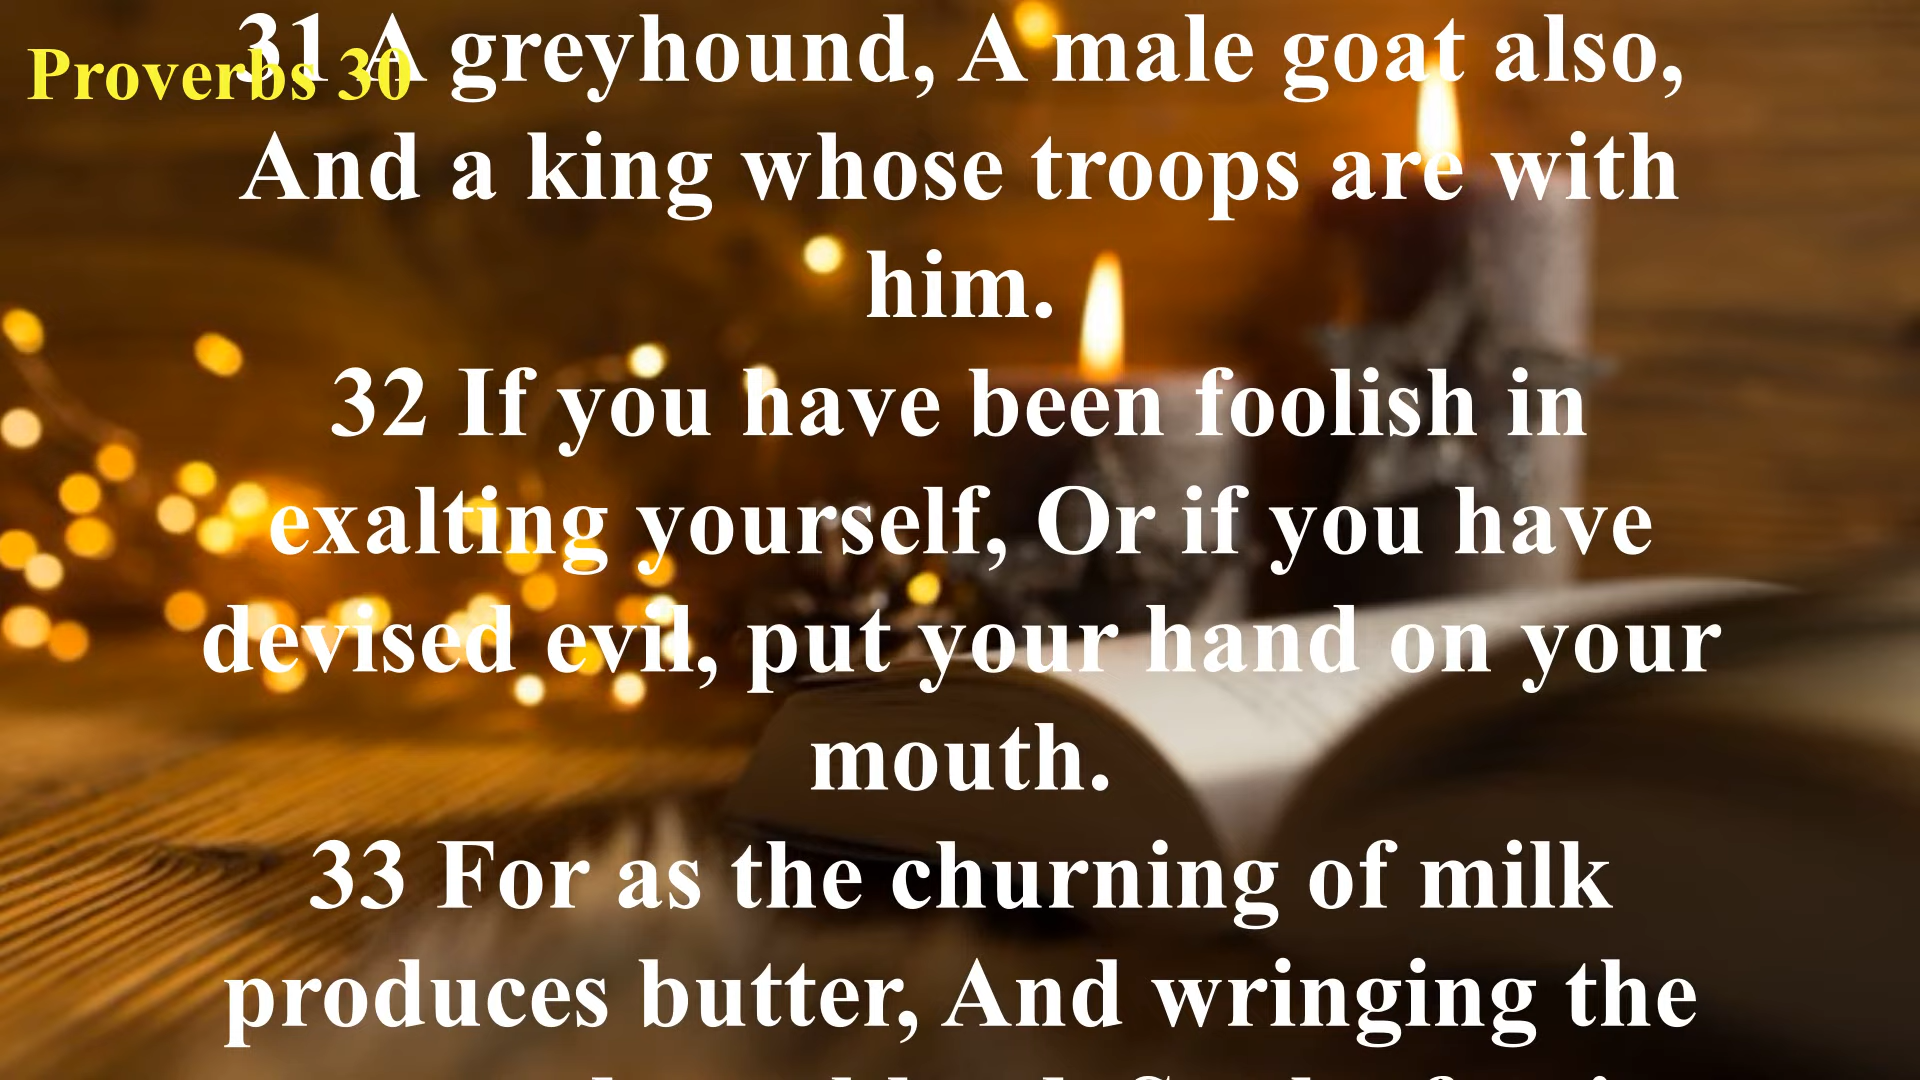 Proverbs 30
31 A greyhound, A male goat also,
And a king whose troops are with
him.
32 If you have been foolish in
exalting yourself, Or if you have
devised evil, put your hand on your
mouth.
33 For as the churning of milk
produces butter, And wringing the